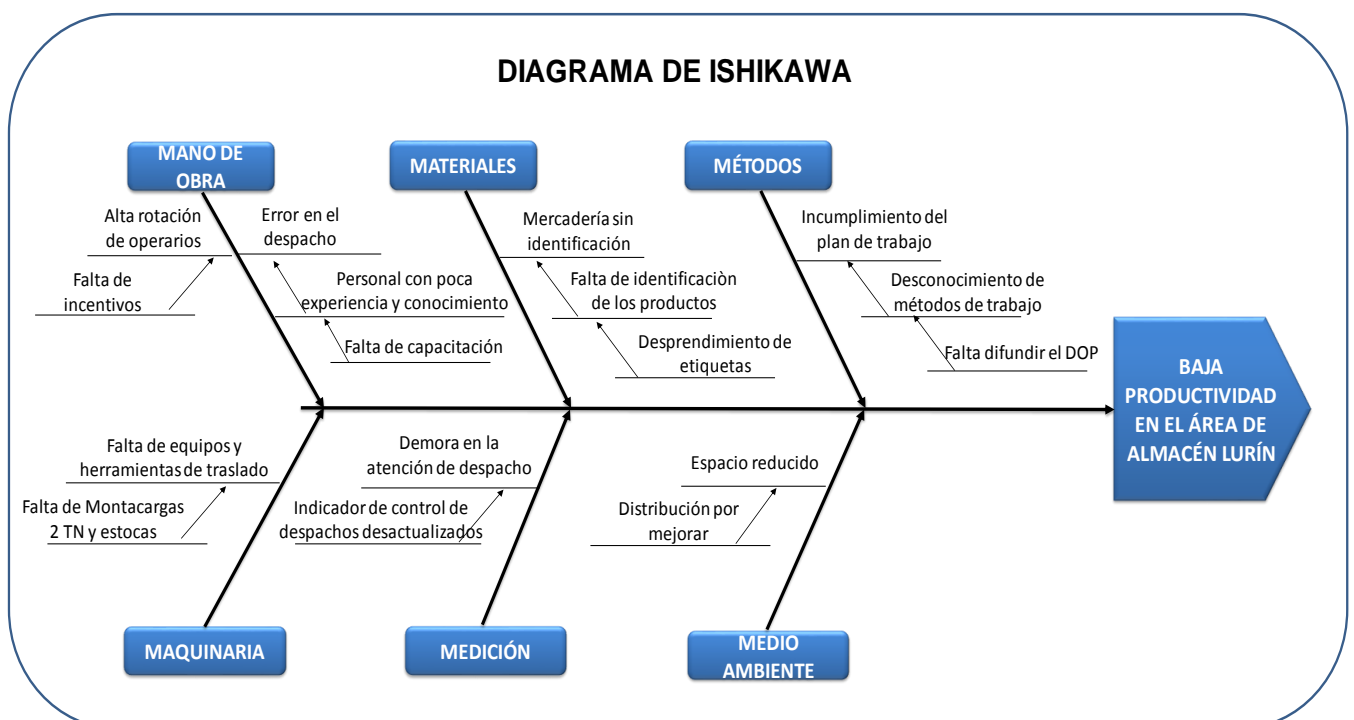 DIAGRAMA DE ISHIKAWA
MANO DE
OBRA
MATERIALES
MÉTODOS
Alta rotación
de operarios
Error en el
despacho
Falta de
incentivos
Personal con poca
experiencia y conocimiento
Falta de capacitación
Mercadería sin
identificación
Falta de identificaciòn
de los productos
Desprendimiento de
etiquetas
Incumplimiento del
plan de trabajo
Desconocimiento de
métodos de trabajo
Falta difundir el DOP
BAJA
PRODUCTIVIDAD
EN EL ÁREA DE
ALMACÉN LURÍN
Falta de equipos y
herramientas de traslado
Falta de Montacargas
2 TN y estocas
Demora en la
atención de despacho
Indicador de control de
despachos desactualizados
Espacio reducido
Distribución por
mejorar
MAQUINARIA
MEDICIÓN
MEDIO
AMBIENTE